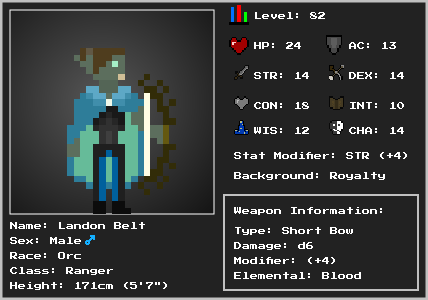 Level: 82
HP: 24
AC: 13
STR: 14
DEX: 14
CON: 18
INT: 10
WIS: 12
CHA: 14
Stat Modifier: STR (+4)
Background: Royalty
Name: Landon Belt
Sex: Male ♂
Race: Orc
Class: Ranger
Height: 171cm (5'7")
Weapon Information:
Type: Short Bow
Damage: d6
Modifier: (+4)
Elemental: Blood